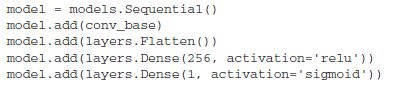 model = models.Sequential()
model.add(conv_base)
model.add(layers.Flatten())
model.add(layers.Dense(256, activation='relu'))
model.add(layers.Dense(1, activation='sigmoid'))